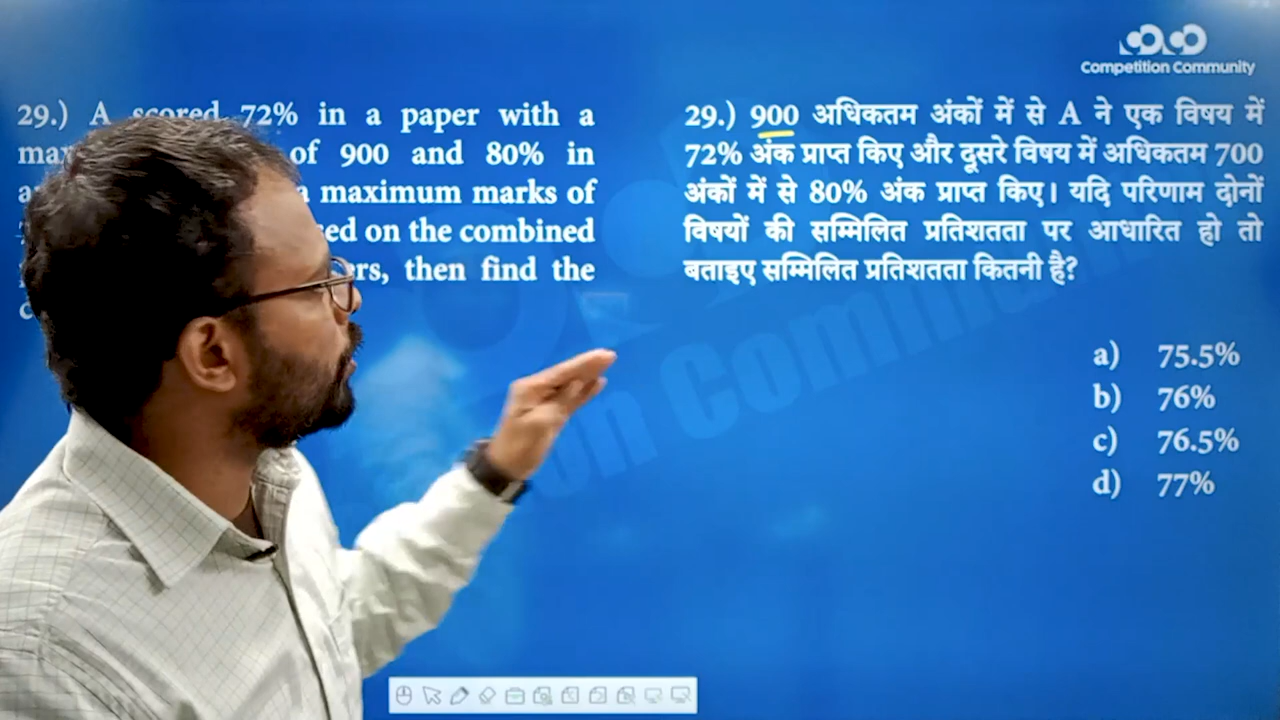 Competition Community
29.) A scored 72% in a paper with a
of 900 and 80% in
a maximum marks of
on the combined
then find the
29.) 900 अधिकतम अंकों में से A ने एक विषय में
72% अंक प्राप्त किए और दूसरे विषय में अधिकतम 700
अंकों में से 80% अंक प्राप्त किए। यदि परिणाम दोनों
विषयों की सम्मिलित प्रतिशतता पर आधारित हो तो
बताइए सम्मिलित प्रतिशतता कितनी है?
a) 75.5%
b) 76%
c) 76.5%
d) 77%